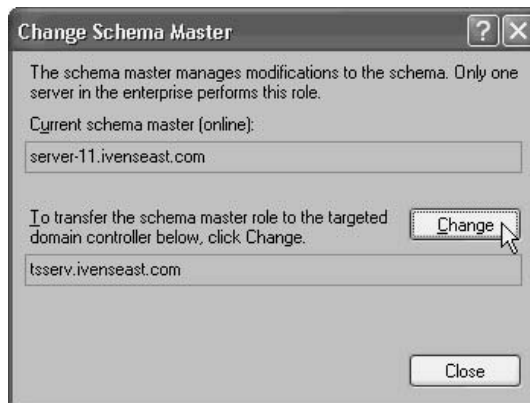 Change Schema Master
The schema master manages modifications to the schema. Only one
server in the enterprise performs this role.
Current schema master (online):
server-11.ivenseast.com
To transfer the schema master role to the targeted
domain controller below, click Change.
Change
tsserv.ivenseast.com
Close